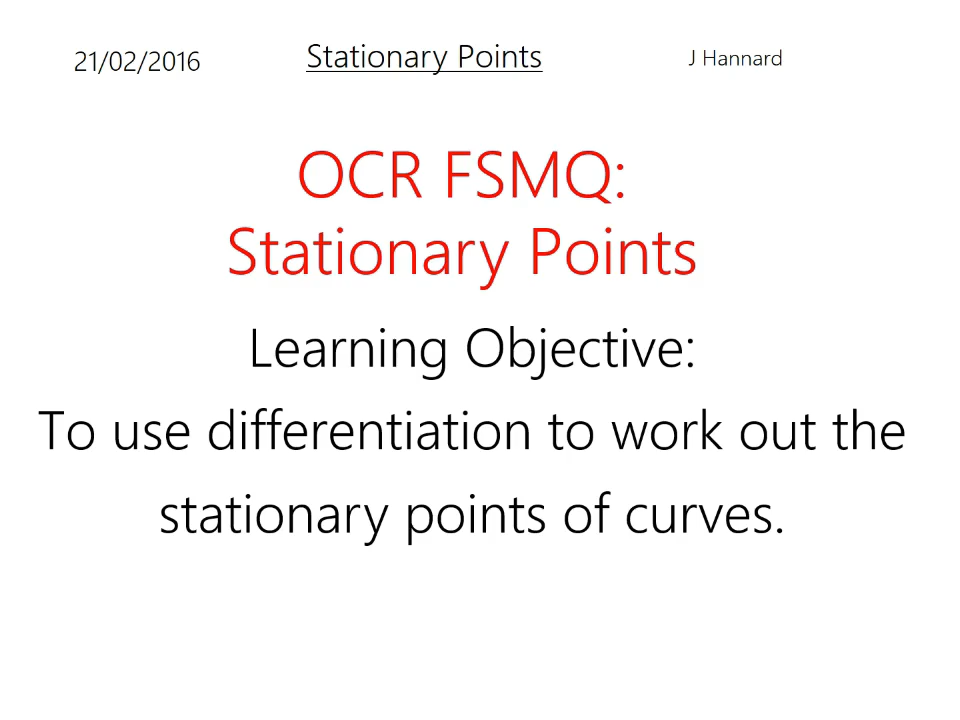 21/02/2016 Stationary Points J Hannard
OCR FSMQ:
Stationary Points
Learning Objective:
To use differentiation to work out the
stationary points of curves.